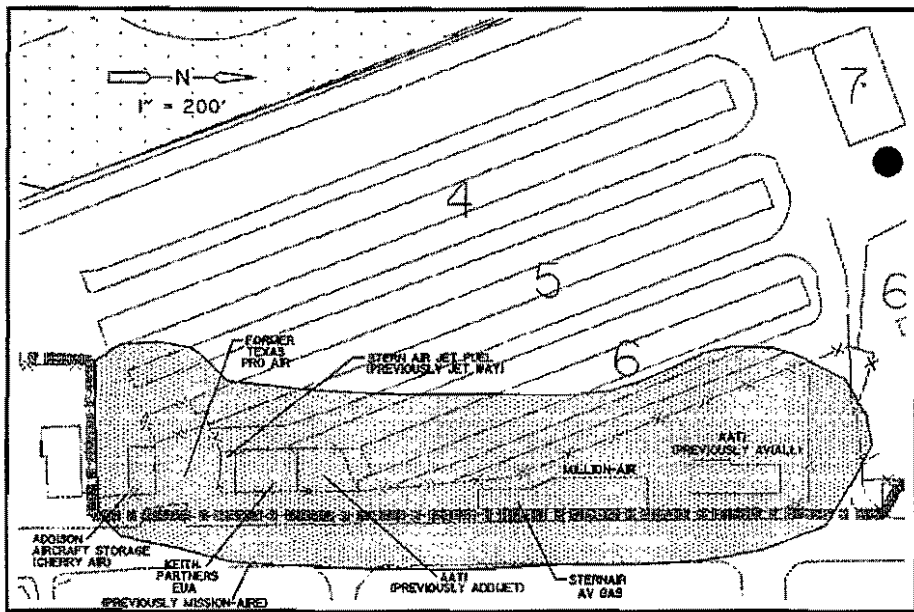 N
1" = 200'
7
4
5
6
6
FORMER
TEXAS
PRO AIR
STERN AIR JET FUEL
(PREVIOUSLY JET WAY)
AATI
(PREVIOUSLY AVIALL)
MILLION-AIR
ADDISON
AIRCRAFT STORAGE
(CHERRY AIR)
KEITH
PARTNERS
EUA
(PREVIOUSLY MISSION-AIRE)
AATI
(PREVIOUSLY ADDJET)
STERNAIR
AV GAS